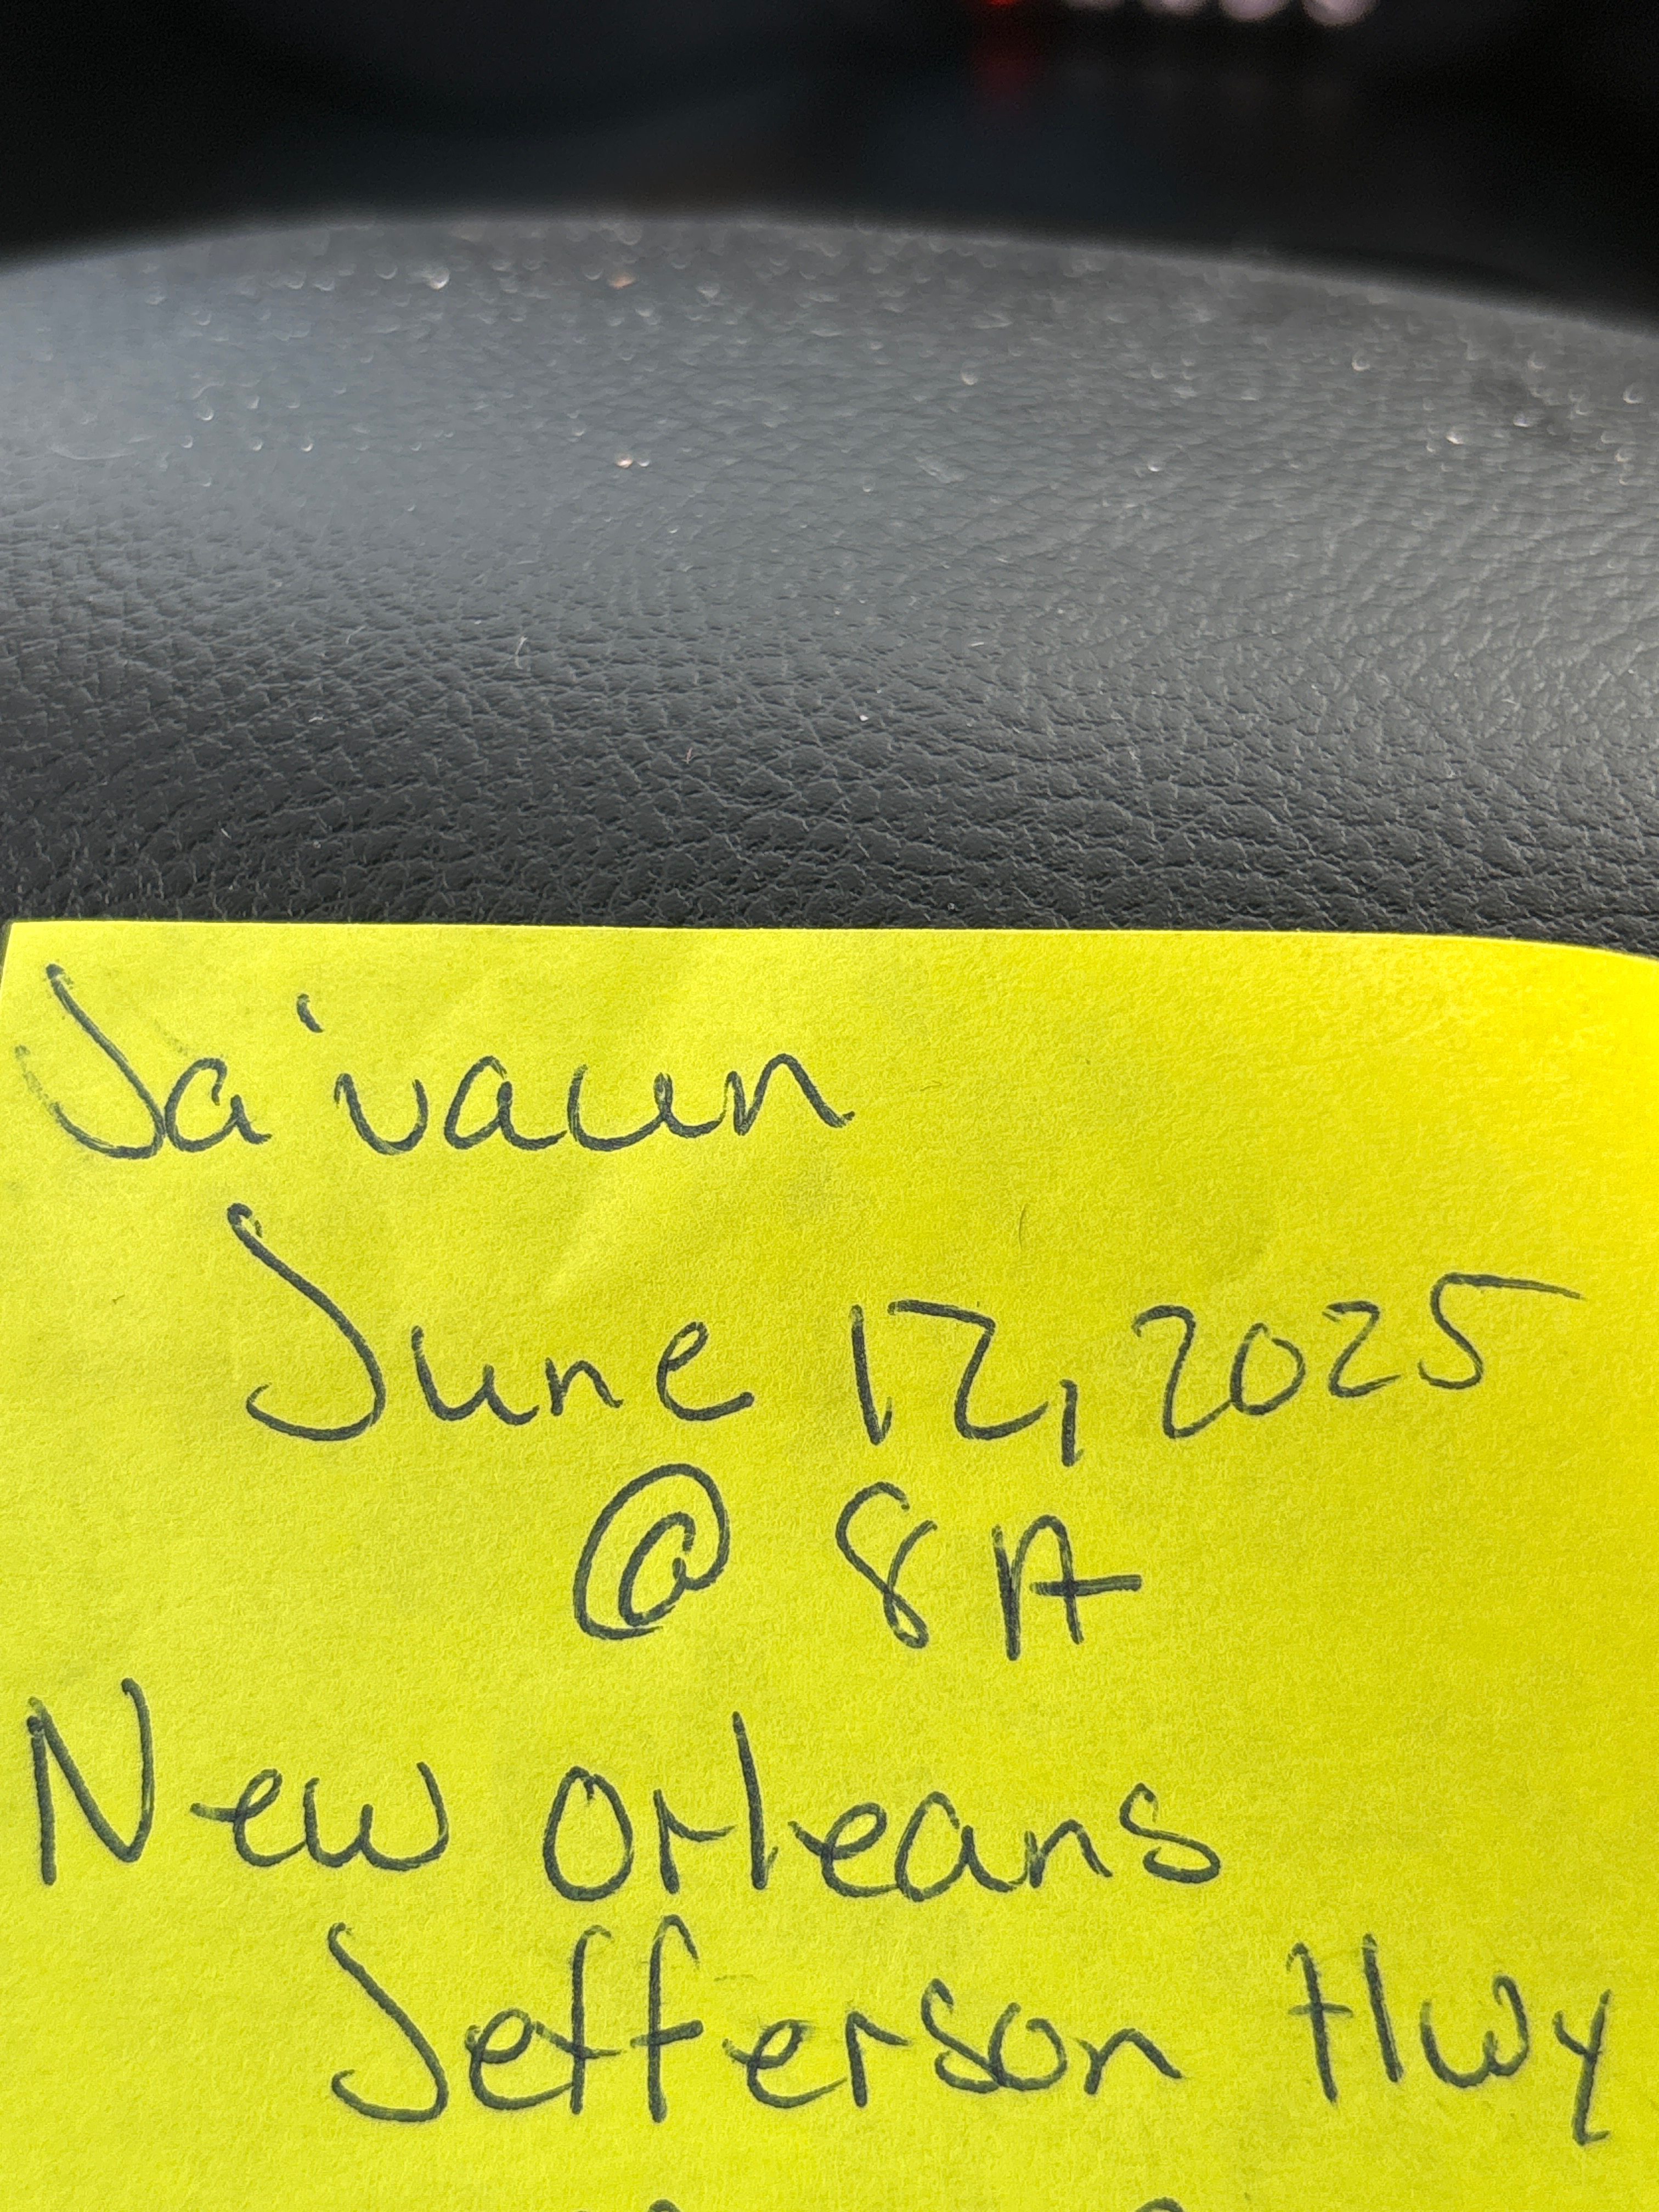 Ja'vaun
June 12, 2025
@ 8A
New Orleans
Jefferson Hwy